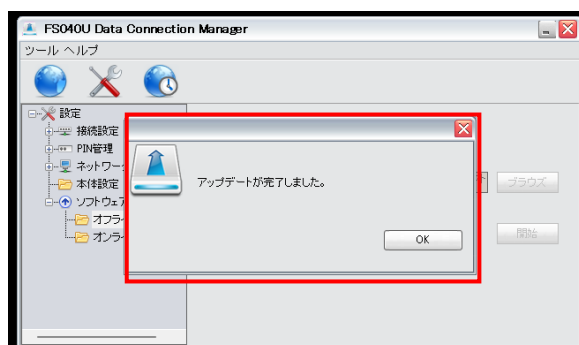 FS040U Data Connection Manager
ツール ヘルプ
設定
接続設定
PIN管理
ネットワー
本体設定
ソフトウェア
オフラ
オンラ
アップデートが完了しました。
OK
ブラウズ
開始